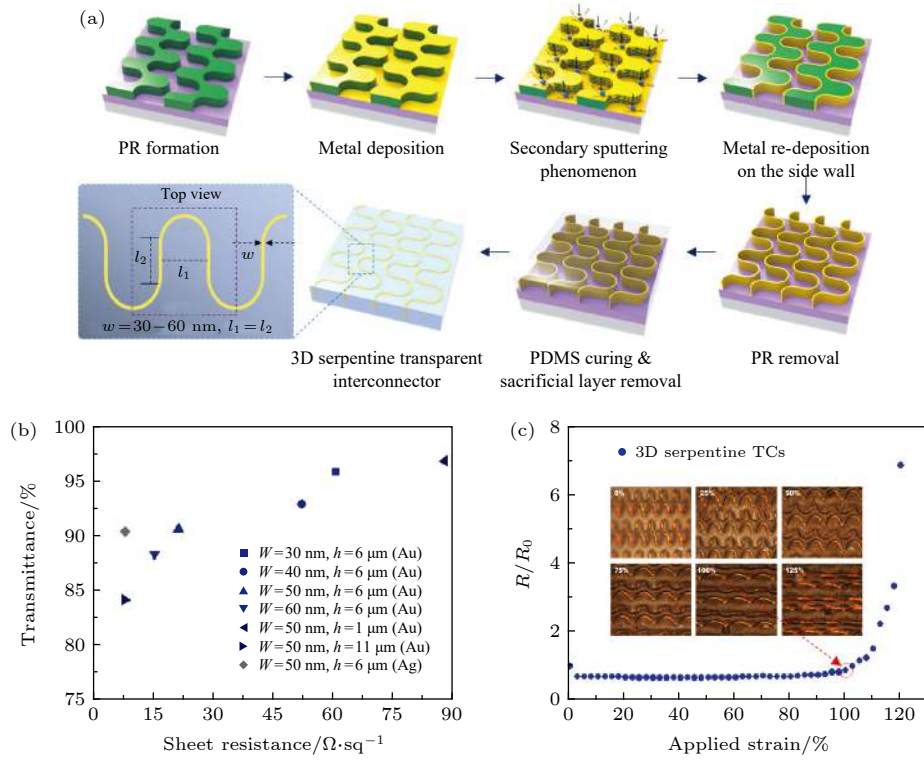 (a)
PR formation
Metal deposition
Secondary sputtering
phenomenon
Metal re-deposition
on the side wall
Top view
l₂
l₁
w
w=30−60 nm, l₁=l₂
3D serpentine transparent
interconnector
PDMS curing &
sacrificial layer removal
PR removal
(b)
100
95
90
85
80
75
Transmittance/%
W=30 nm, h=6 μm (Au)
W=40 nm, h=6 μm (Au)
W=50 nm, h=6 μm (Au)
W=60 nm, h=6 μm (Au)
W=50 nm, h=1 μm (Au)
W=50 nm, h=11 μm (Au)
W=50 nm, h=6 μm (Ag)
0 15 30 45 60 75 90
Sheet resistance/Ω·sq⁻¹
(c)
8
6
4
2
0
R/R₀
3D serpentine TCs
0% 25% 50%
75% 100% 125%
0 20 40 60 80 100 120
Applied strain/%